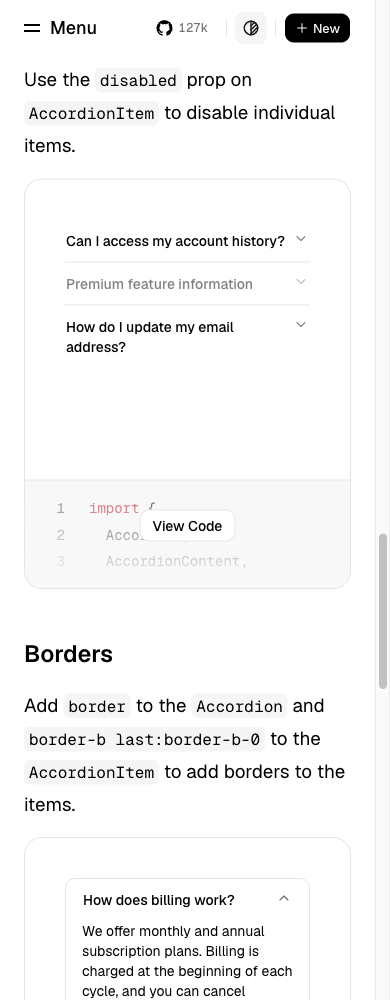 Menu
127k
New
Use the disabled prop on
AccordionItem to disable individual
items.
Can I access my account history?
Premium feature information
How do I update my email
address?
1 import {
2
View Code
3 AccordionContent,
Borders
Add border to the Accordion and
border-b last:border-b-0 to the
AccordionItem to add borders to the
items.
How does billing work?
We offer monthly and annual
subscription plans. Billing is
charged at the beginning of each
cycle, and you can cancel